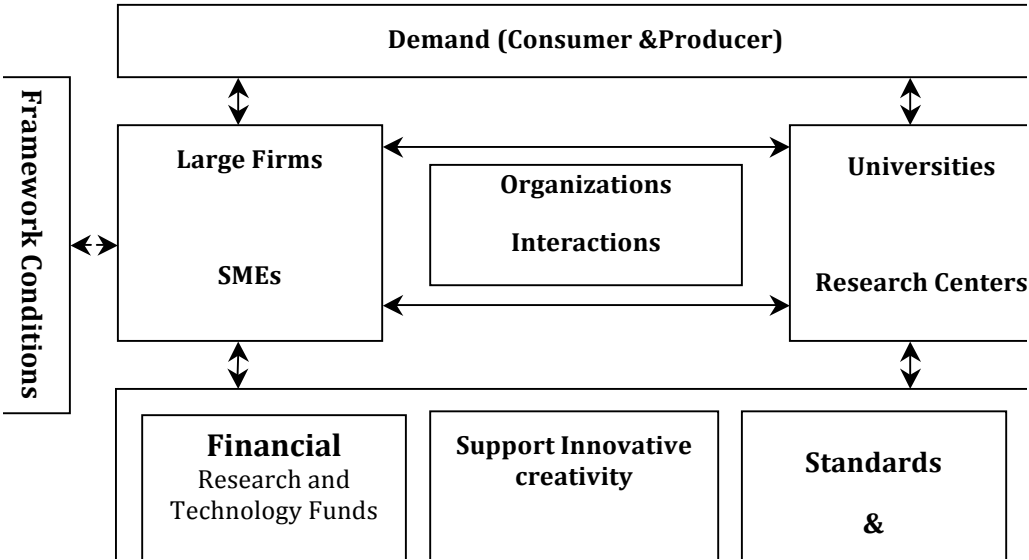 Demand (Consumer &Producer)
Framework Conditions
Large Firms
SMEs
Organizations
Interactions
Universities
Research Centers
Financial
Research and
Technology Funds
Support Innovative
creativity
Standards
&